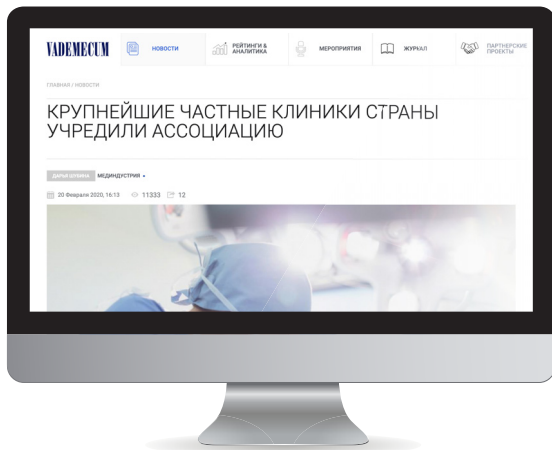 VADEMECUM
НОВОСТИ
РЕЙТИНГИ &
АНАЛИТИКА
МЕРОПРИЯТИЯ
ЖУРНАЛ
ПАРТНЕРСКИЕ
ПРОЕКТЫ
ГЛАВНАЯ / НОВОСТИ
КРУПНЕЙШИЕ ЧАСТНЫЕ КЛИНИКИ СТРАНЫ
УЧРЕДИЛИ АССОЦИАЦИЮ
МЕДИНДУСТРИЯ
20 Февраля 2020, 16:13 11333 12